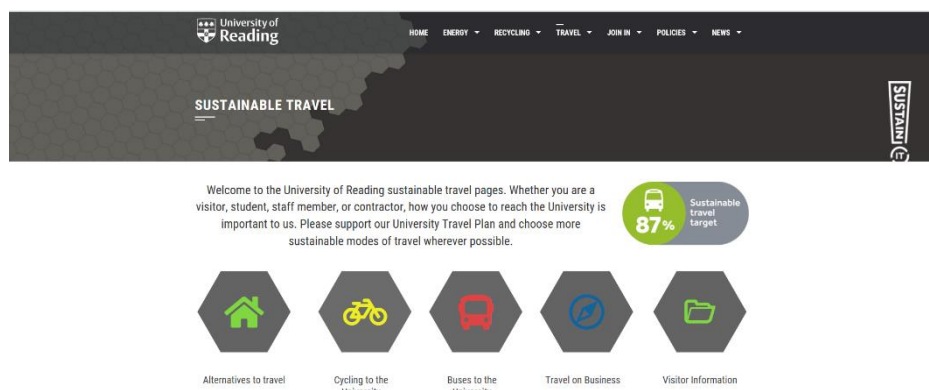 University of
Reading
HOME ENERGY RECYCLING TRAVEL JOIN IN POLICIES NEWS
SUSTAINABLE TRAVEL
SUSTAIN IT
Welcome to the University of Reading sustainable travel pages. Whether you are a
visitor, student, staff member, or contractor, how you choose to reach the University is
important to us. Please support our University Travel Plan and choose more
sustainable modes of travel wherever possible.
87%
Sustainable
travel
target
Alternatives to travel
Cycling to the
University
Buses to the
University
Travel on Business
Visitor Information